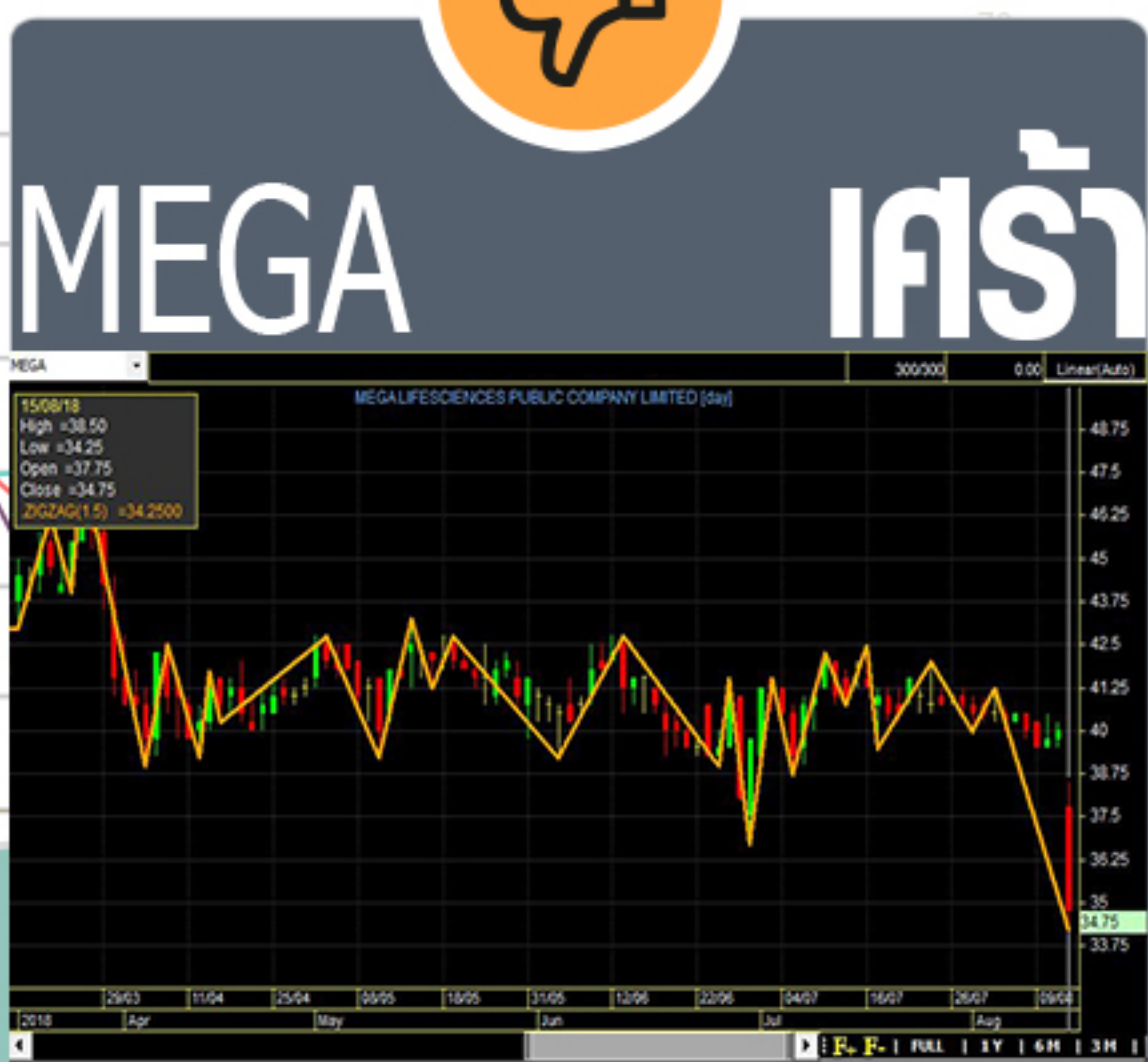 MEGA เศร้า
MEGA 300/300 0.00 Linear(Auto)
MEGA LIFESCIENCES PUBLIC COMPANY LIMITED [day]
15/08/18
High =38.50
Low =34.25
Open =37.75
Close =34.75
ZIGZAG(1.5) =34.2500
48.75
47.5
46.25
45
43.75
42.5
41.25
40
38.75
37.5
36.25
35
34.75
33.75
29/03 11/04 25/04 08/05 18/05 31/05 12/06 22/06 04/07 16/07 26/07 09/08
2018 Apr May Jun Jul Aug
F+ F- | FULL | 1Y | 6M | 3M |